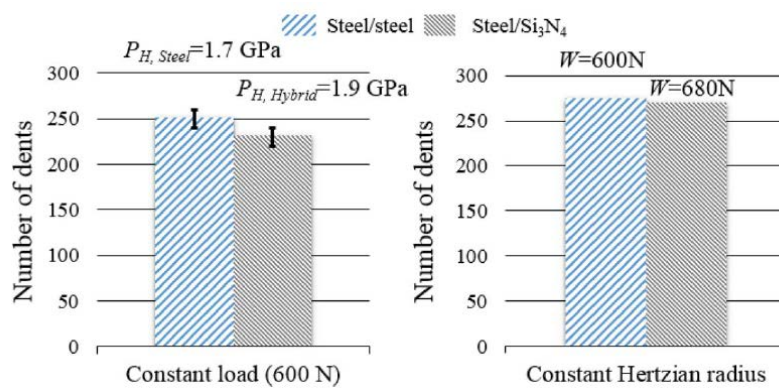 Steel/steel Steel/Si₃N₄
P_H, Steel=1.7 GPa
P_H, Hybrid=1.9 GPa
Number of dents
300
250
200
150
100
50
0
Constant load (600 N)
W=600N
W=680N
Number of dents
300
250
200
150
100
50
0
Constant Hertzian radius